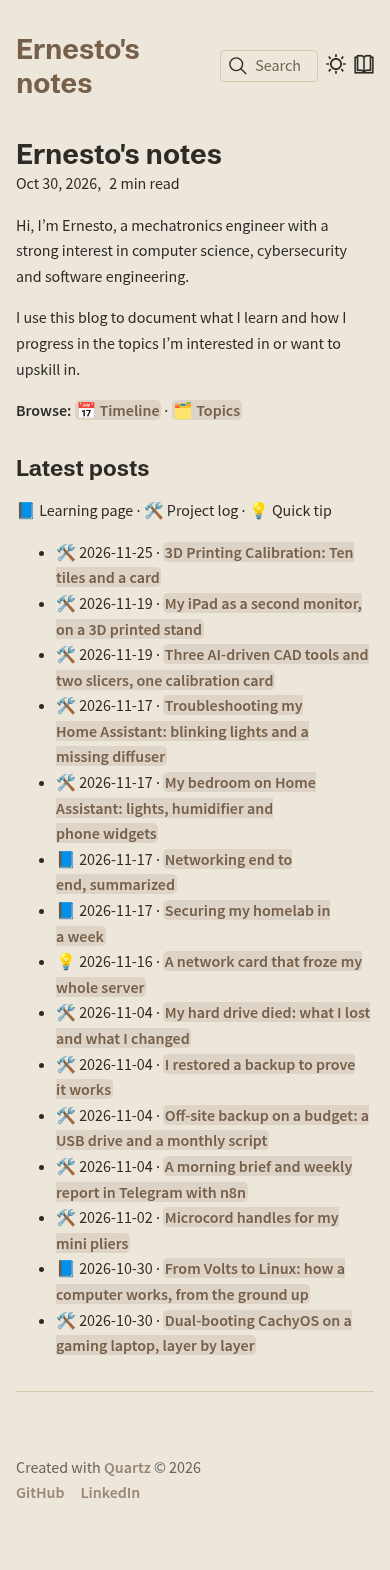 Ernesto's
notes
Search
Ernesto's notes
Oct 30, 2026, 2 min read
Hi, I'm Ernesto, a mechatronics engineer with a
strong interest in computer science, cybersecurity
and software engineering.
I use this blog to document what I learn and how I
progress in the topics I'm interested in or want to
upskill in.
Browse: 📅 Timeline · 🗂️ Topics
Latest posts
📘 Learning page · 🛠️ Project log · 💡 Quick tip
• 🛠️ 2026-11-25 · 3D Printing Calibration: Ten
tiles and a card
• 🛠️ 2026-11-19 · My iPad as a second monitor,
on a 3D printed stand
• 🛠️ 2026-11-19 · Three AI-driven CAD tools and
two slicers, one calibration card
• 🛠️ 2026-11-17 · Troubleshooting my
Home Assistant: blinking lights and a
missing diffuser
• 🛠️ 2026-11-17 · My bedroom on Home
Assistant: lights, humidifier and
phone widgets
• 📘 2026-11-17 · Networking end to
end, summarized
• 📘 2026-11-17 · Securing my homelab in
a week
• 💡 2026-11-16 · A network card that froze my
whole server
• 🛠️ 2026-11-04 · My hard drive died: what I lost
and what I changed
• 🛠️ 2026-11-04 · I restored a backup to prove
it works
• 🛠️ 2026-11-04 · Off-site backup on a budget: a
USB drive and a monthly script
• 🛠️ 2026-11-04 · A morning brief and weekly
report in Telegram with n8n
• 🛠️ 2026-11-02 · Microcord handles for my
mini pliers
• 📘 2026-10-30 · From Volts to Linux: how a
computer works, from the ground up
• 🛠️ 2026-10-30 · Dual-booting CachyOS on a
gaming laptop, layer by layer
Created with Quartz © 2026
GitHub LinkedIn